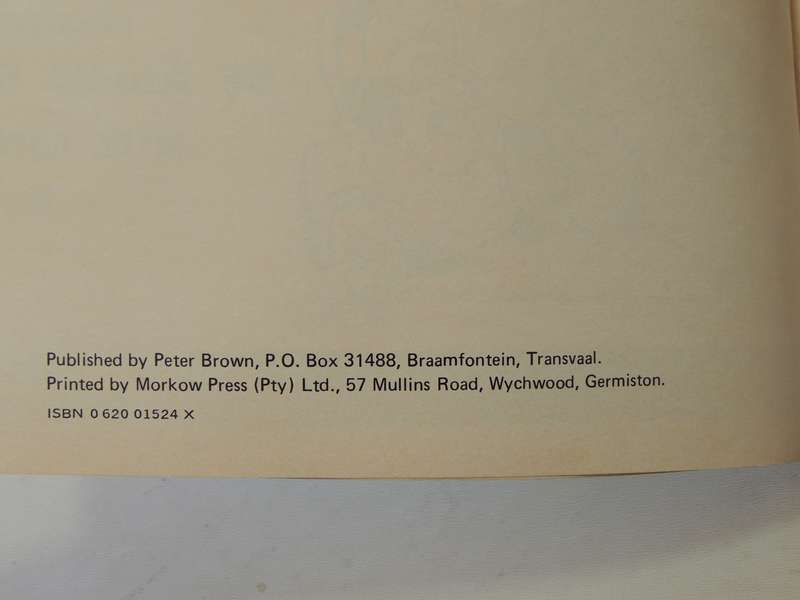 Published by Peter Brown, P.O. Box 31488, Braamfontein, Transvaal.
Printed by Morkow Press (Pty) Ltd., 57 Mullins Road, Wychwood, Germiston.
ISBN 0 620 01524 X